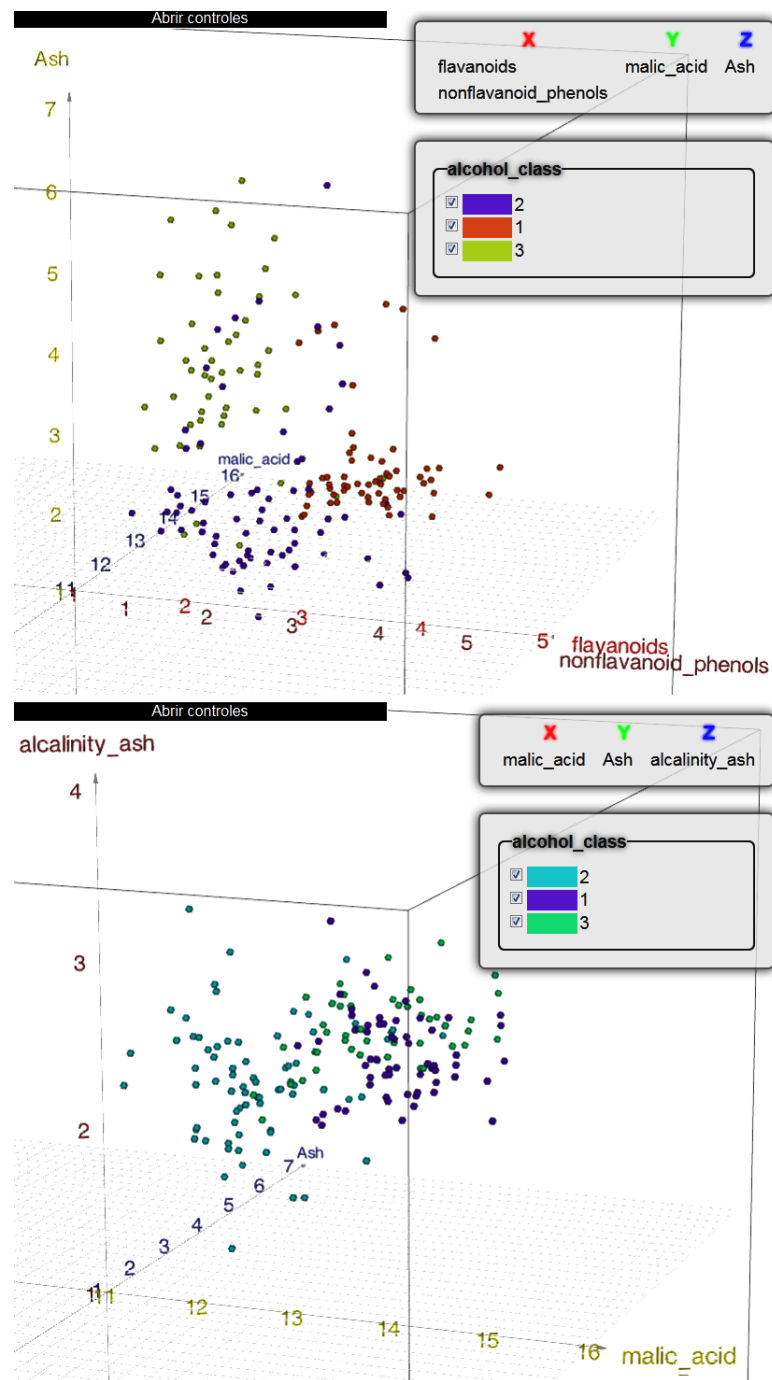 Abrir controles
X Y Z
flavanoids malic_acid Ash
nonflavanoid_phenols
alcohol_class
2
1
3
Ash
7
6
5
4
3
2
malic_acid
16
15
14
13
12
11
1 1
1 2 2 3 3 4 4 5 5
flavanoids
nonflavanoid_phenols
Abrir controles
X Y Z
malic_acid Ash alcalinity_ash
alcohol_class
2
1
3
alcalinity_ash
4
3
2
Ash
7
6
5
4
3
2
1 1 11 12 13 14 15 16
malic_acid